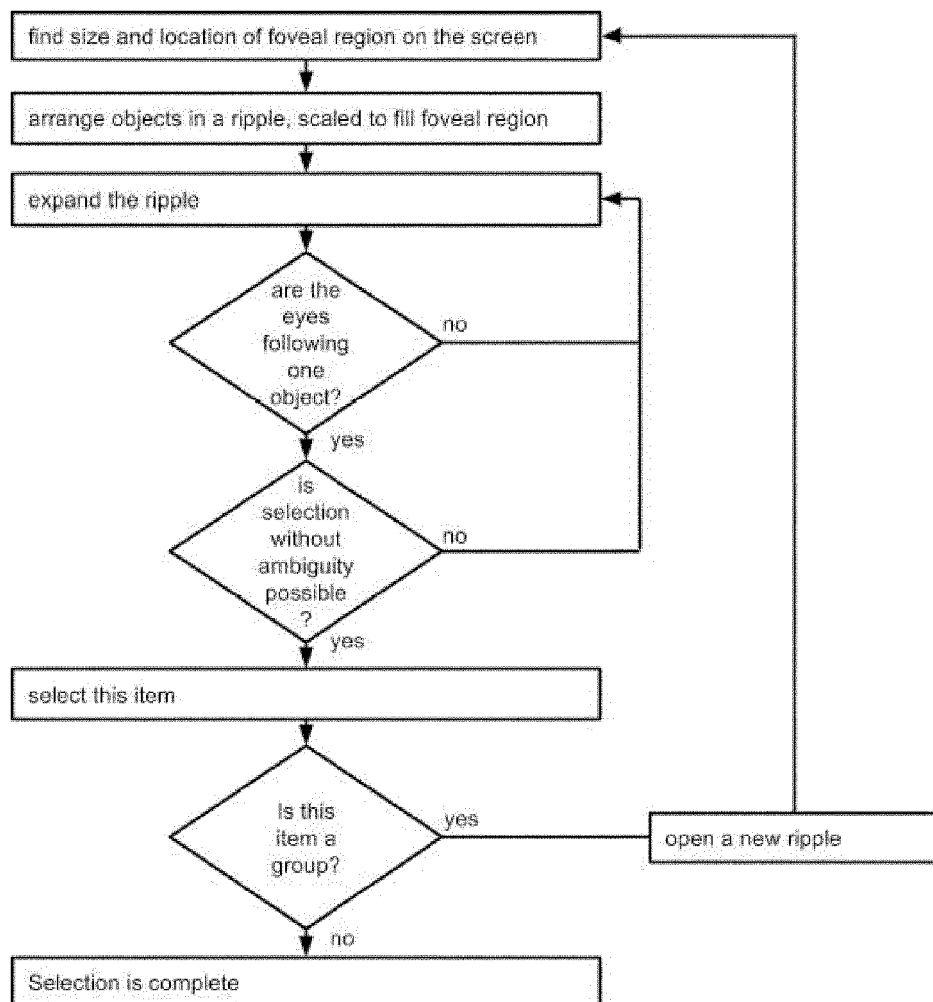 find size and location of foveal region on the screen
arrange objects in a ripple, scaled to fill foveal region
expand the ripple
are the
eyes
following
one
object?
no
yes
is
selection
without
ambiguity
possible
?
no
yes
select this item
Is this
item a
group?
yes
open a new ripple
no
Selection is complete